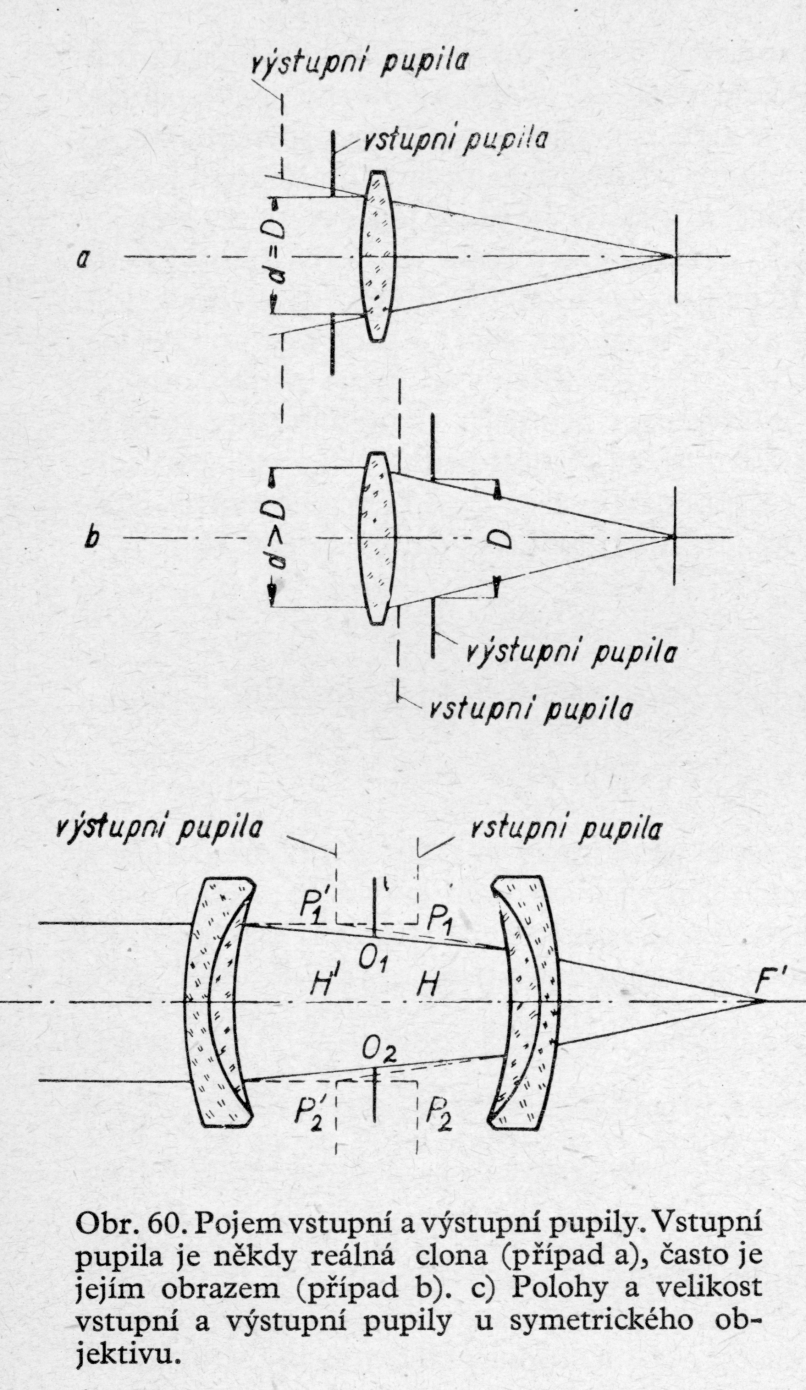 výstupní pupila
vstupní pupila
a
d = D
b
d > D
D
výstupní pupila
vstupní pupila
výstupní pupila
vstupní pupila
P₁′
P₁
O₁
H′
H
F′
O₂
P₂′
P₂
Obr. 60. Pojem vstupní a výstupní pupily. Vstupní
pupila je někdy reálná clona (případ a), často je
jejím obrazem (případ b). c) Polohy a velikost
vstupní a výstupní pupily u symetrického ob-
jektivu.